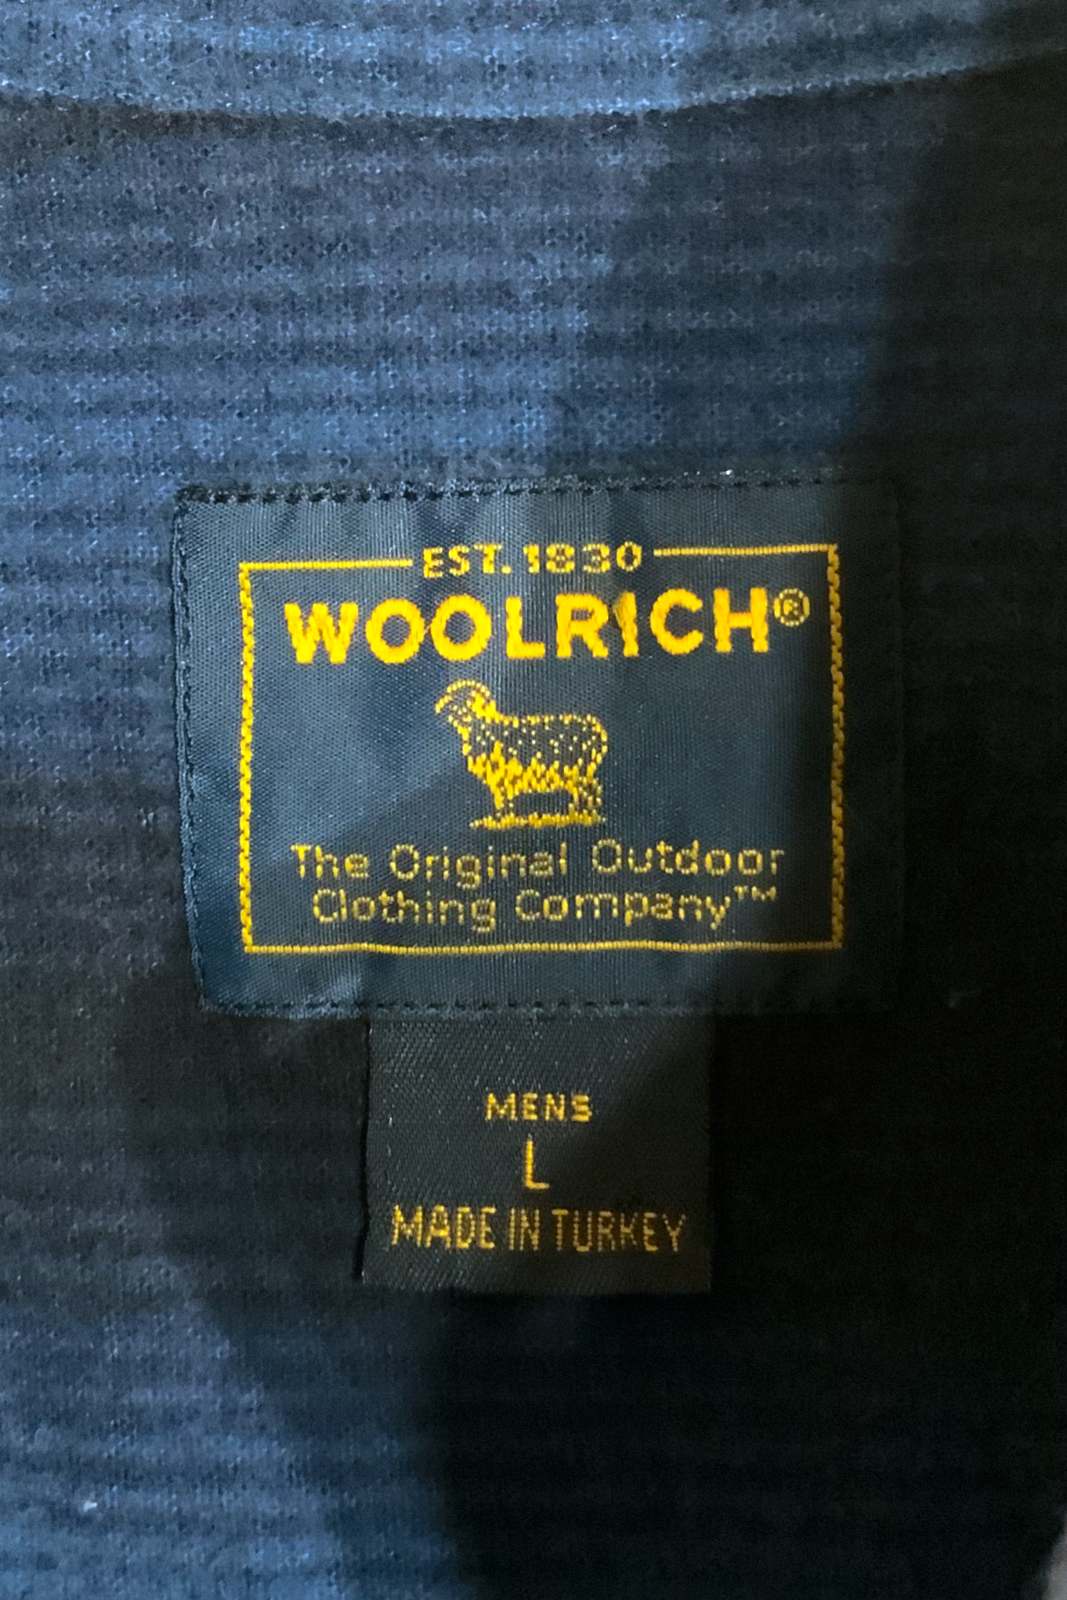 EST. 1830
WOOLRICH®
The Original Outdoor
Clothing Company™
MENS
L
MADE IN TURKEY